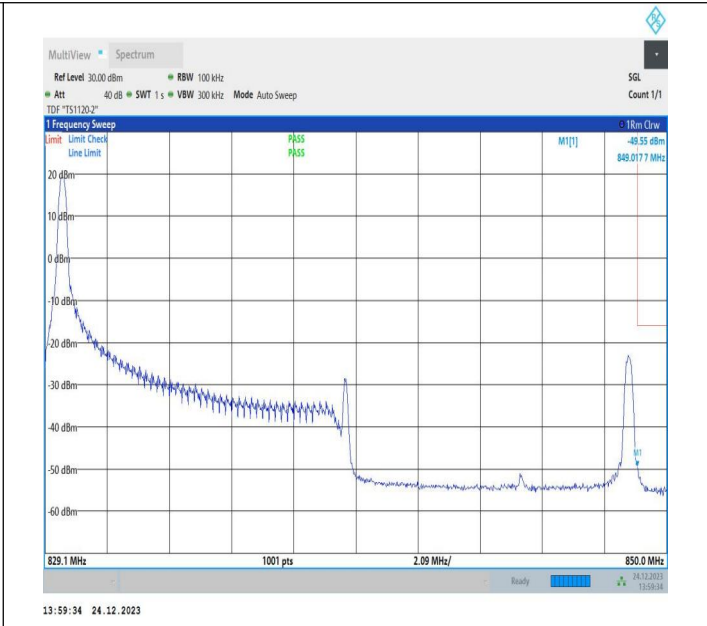 R S
MultiView Spectrum
Ref Level 30.00 dBm RBW 100 kHz SGL
Att 40 dB SWT 1 s VBW 300 kHz Mode Auto Sweep Count 1/1
TDF "TS1120-2"
1 Frequency Sweep 1Rm Clrw
Limit Limit Check PASS M1[1] -49.55 dBm
Line Limit PASS 849.017 7 MHz
20 dBm
10 dBm
0 dBm
-10 dBm
-20 dBm
-30 dBm
-40 dBm
M1
-50 dBm
-60 dBm
829.1 MHz 1001 pts 2.09 MHz/ 850.0 MHz
Ready 24.12.2023
13:59:34
13:59:34 24.12.2023